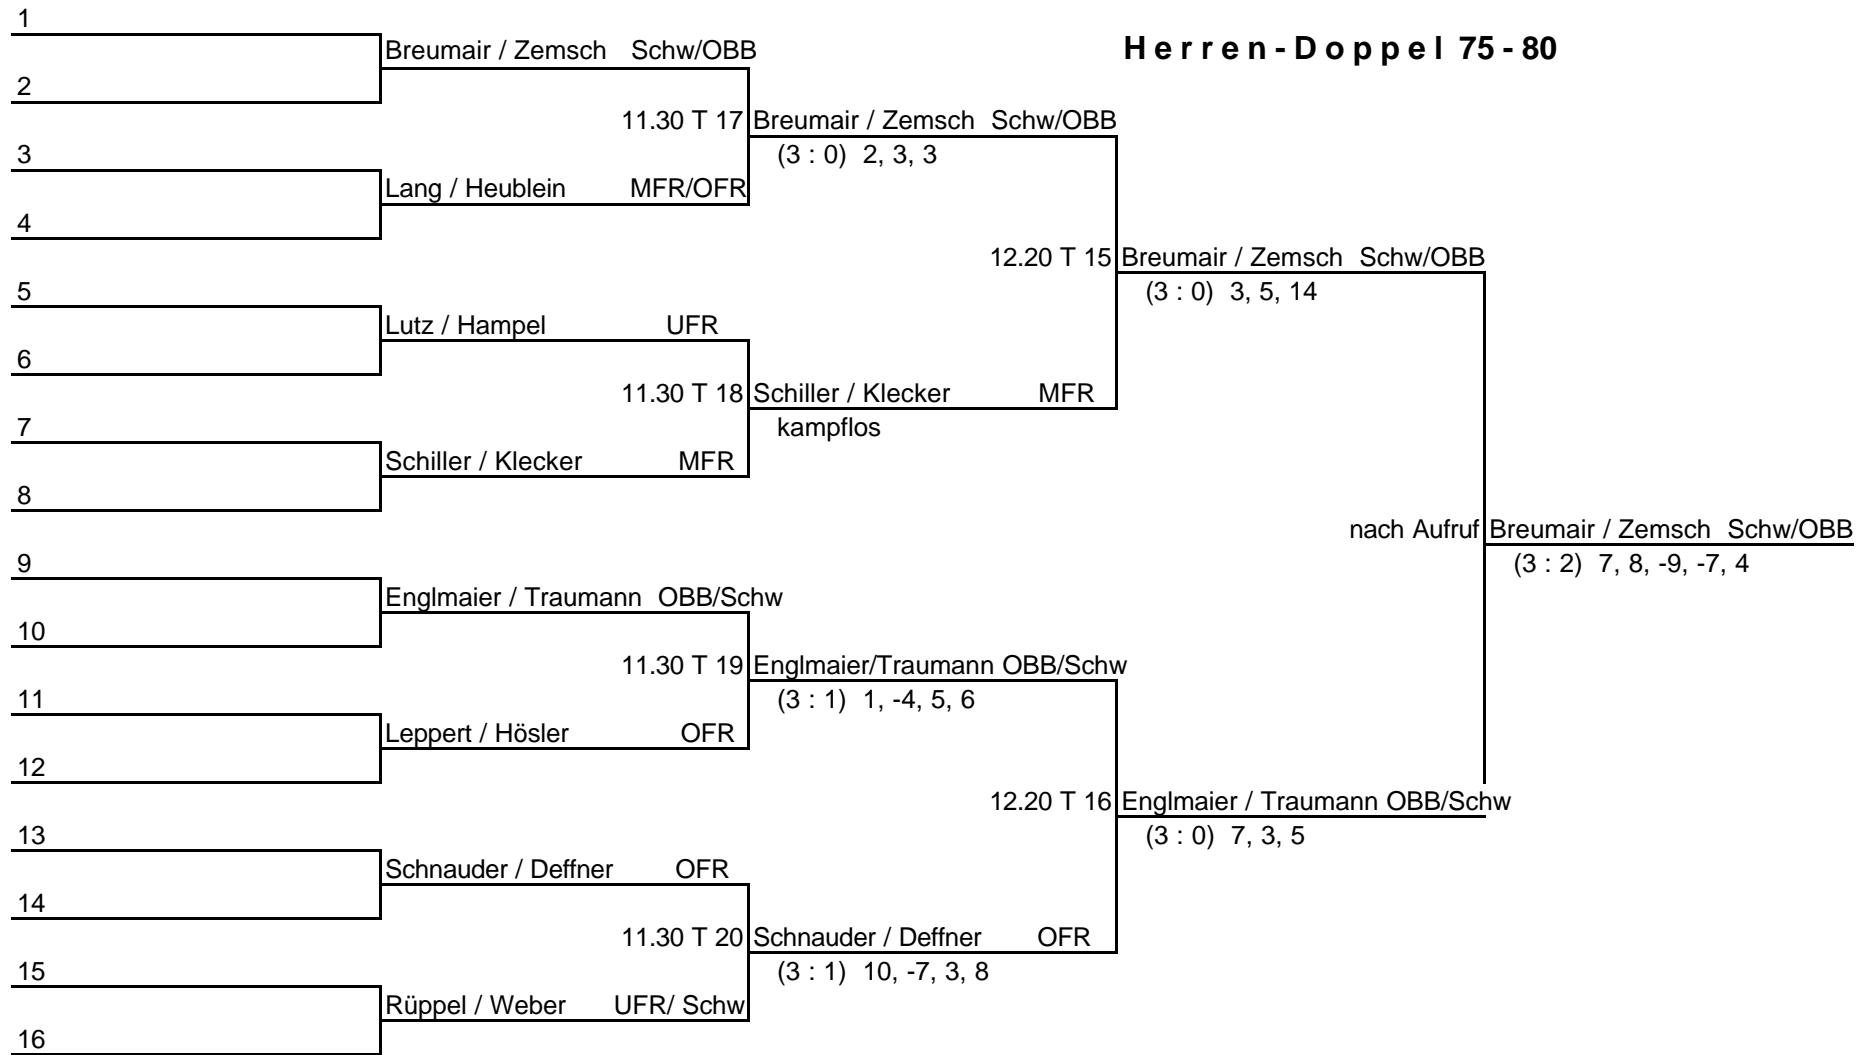 1
Herren-Doppel 75 - 80
Breumair / Zemsch Schw/OBB
2
11.30 T 17 Breumair / Zemsch Schw/OBB
3
(3 : 0) 2, 3, 3
Lang / Heublein MFR/OFR
4
12.20 T 15 Breumair / Zemsch Schw/OBB
5
(3 : 0) 3, 5, 14
Lutz / Hampel UFR
6
11.30 T 18 Schiller / Klecker MFR
7
kampflos
Schiller / Klecker MFR
8
nach Aufruf Breumair / Zemsch Schw/OBB
9
(3 : 2) 7, 8, -9, -7, 4
Englmaier / Traumann OBB/Schw
10
11.30 T 19 Englmaier/Traumann OBB/Schw
11
(3 : 1) 1, -4, 5, 6
Leppert / Hösler OFR
12
12.20 T 16 Englmaier / Traumann OBB/Schw
13
(3 : 0) 7, 3, 5
Schnauder / Deffner OFR
14
11.30 T 20 Schnauder / Deffner OFR
15
(3 : 1) 10, -7, 3, 8
Rüppel / Weber UFR/ Schw
16